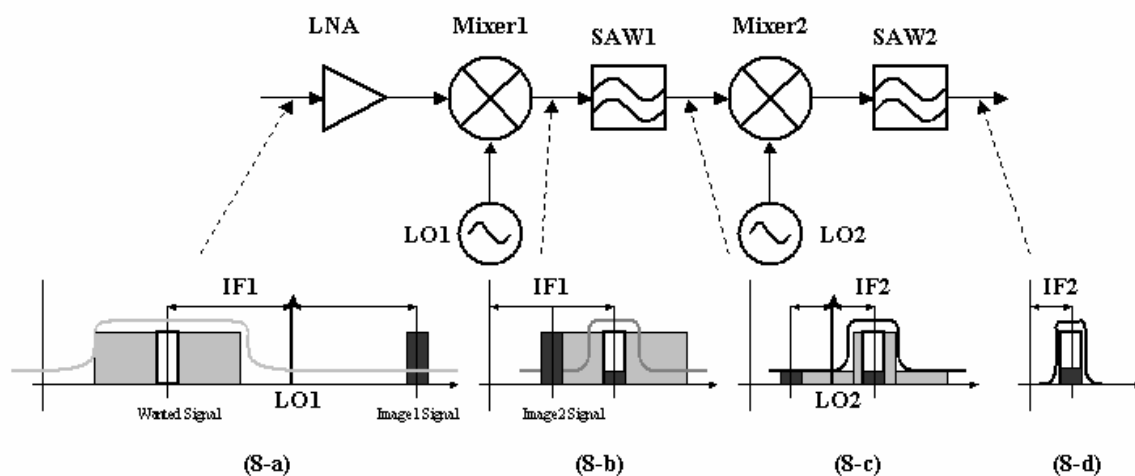 LNA
Mixer1
SAW1
Mixer2
SAW2
LO1
LO2
IF1
IF1
IF2
IF2
LO1
LO2
Wanted Signal
Image1 Signal
Image2 Signal
(8-a)
(8-b)
(8-c)
(8-d)